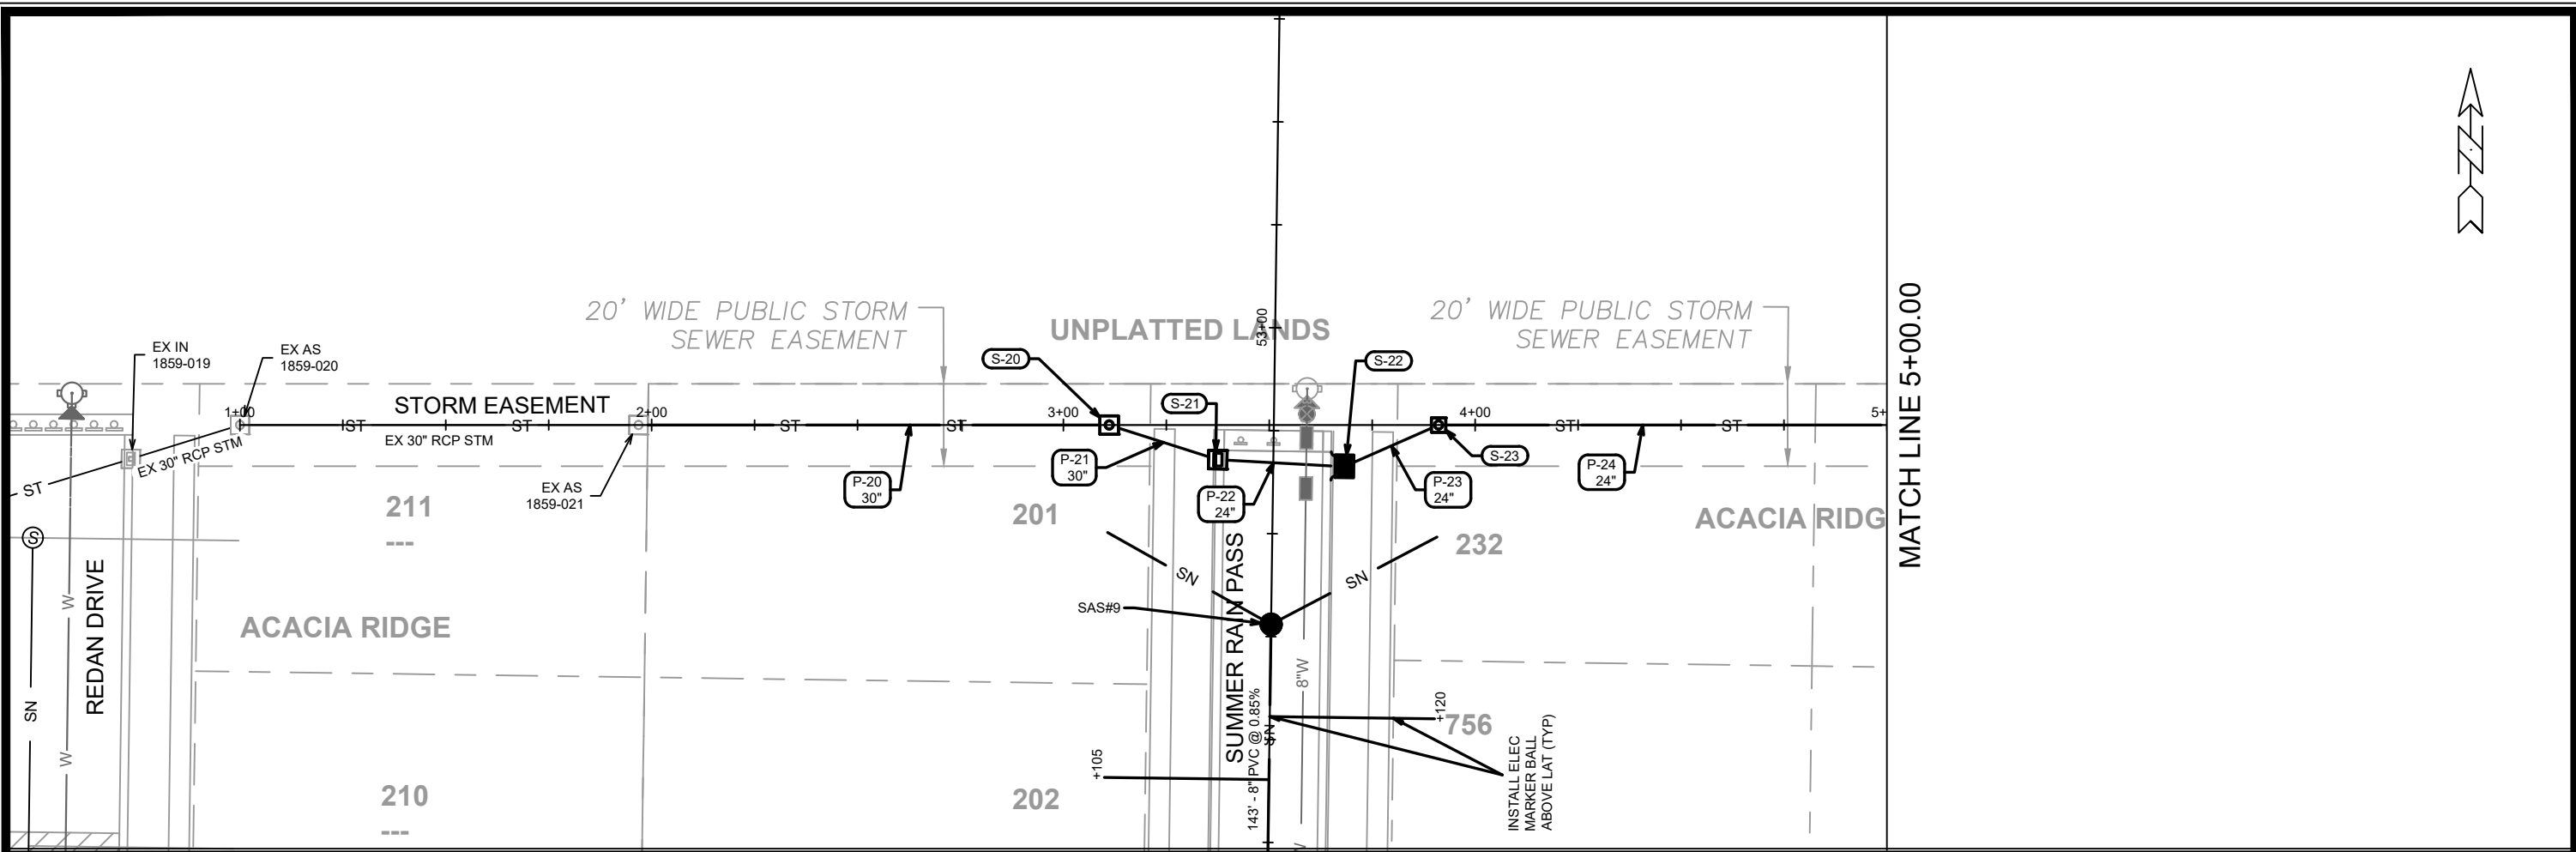 20' WIDE PUBLIC STORM
SEWER EASEMENT
UNPLATTED LANDS
53+00
20' WIDE PUBLIC STORM
SEWER EASEMENT
MATCH LINE 5+00.00
N
EX IN
1859-019
EX AS
1859-020
S-20
S-21
S-22
S-23
1+00
STORM EASEMENT
2+00
3+00
4+00
5+
ST
ST
ST
ST
ST
ST
ST
EX 30" RCP STM
EX 30" RCP STM
EX AS
1859-021
P-20
30"
P-21
30"
P-22
24"
P-23
24"
P-24
24"
211
---
201
232
ACACIA RIDG
S
SN
SN
SAS#9
ACACIA RIDGE
REDAN DRIVE
W
W
SN
SUMMER RAIN PASS
143' - 8" PVC @ 0.85%
SN
8"W
W
+120
756
+105
INSTALL ELEC
MARKER BALL
ABOVE LAT (TYP)
210
---
202